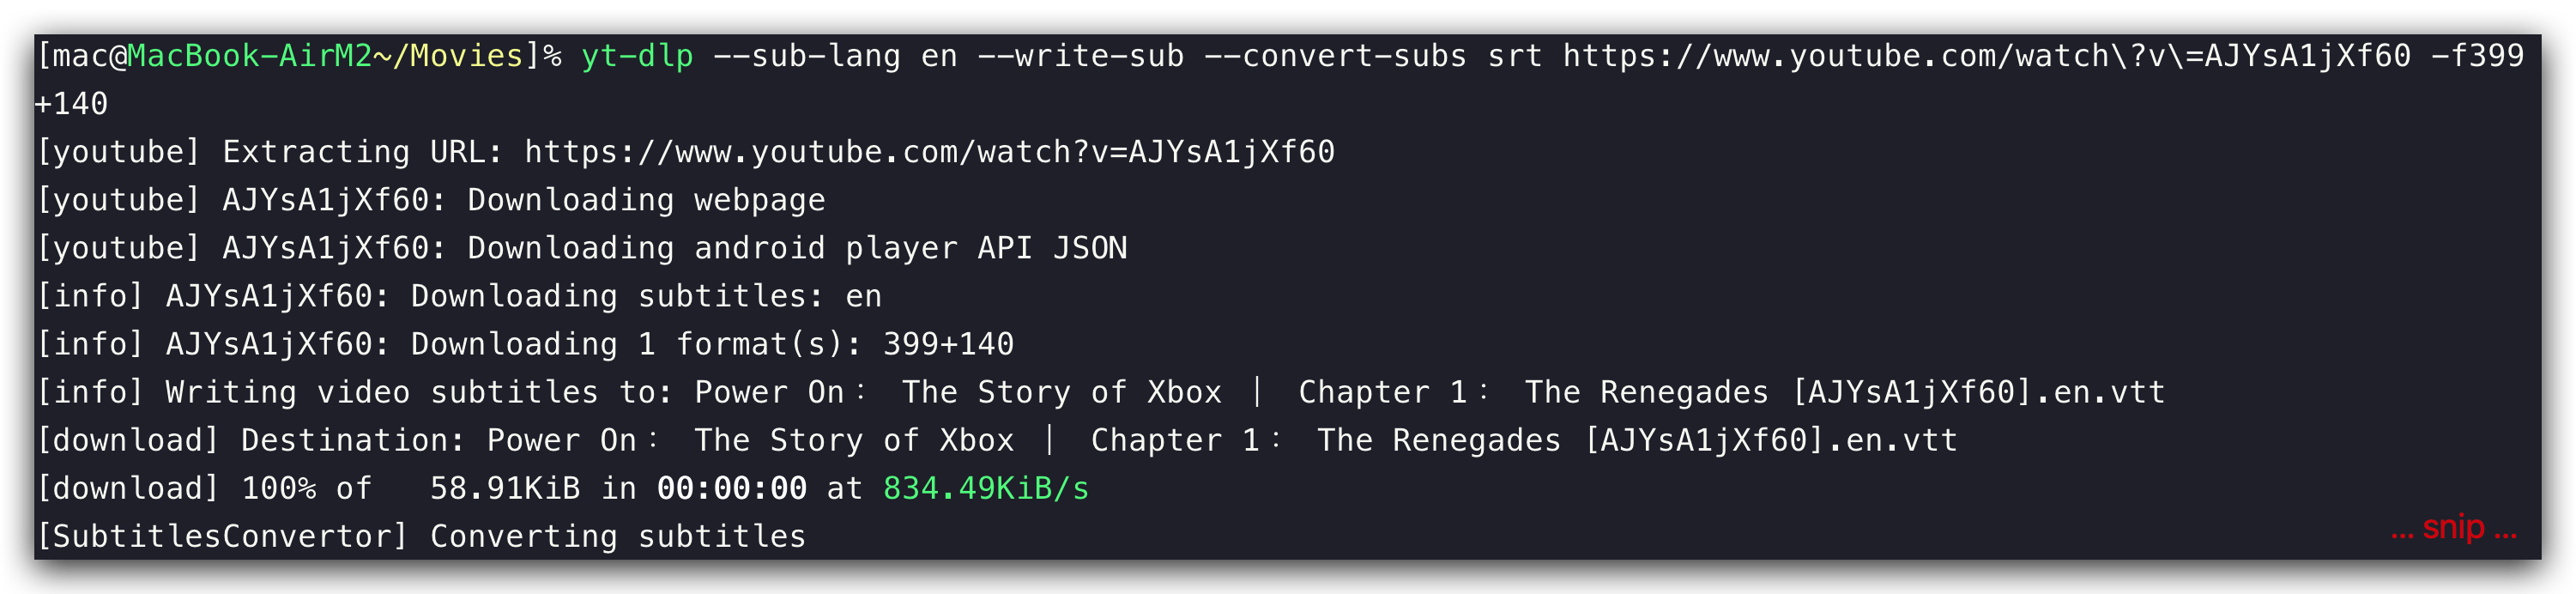 [mac@MacBook-AirM2~/Movies]% yt-dlp --sub-lang en --write-sub --convert-subs srt https://www.youtube.com/watch\?v\=AJYsA1jXf60 -f399
+140
[youtube] Extracting URL: https://www.youtube.com/watch?v=AJYsA1jXf60
[youtube] AJYsA1jXf60: Downloading webpage
[youtube] AJYsA1jXf60: Downloading android player API JSON
[info] AJYsA1jXf60: Downloading subtitles: en
[info] AJYsA1jXf60: Downloading 1 format(s): 399+140
[info] Writing video subtitles to: Power On： The Story of Xbox ｜ Chapter 1： The Renegades [AJYsA1jXf60].en.vtt
[download] Destination: Power On： The Story of Xbox ｜ Chapter 1： The Renegades [AJYsA1jXf60].en.vtt
[download] 100% of   58.91KiB in 00:00:00 at 834.49KiB/s
[SubtitlesConvertor] Converting subtitles
... snip ...